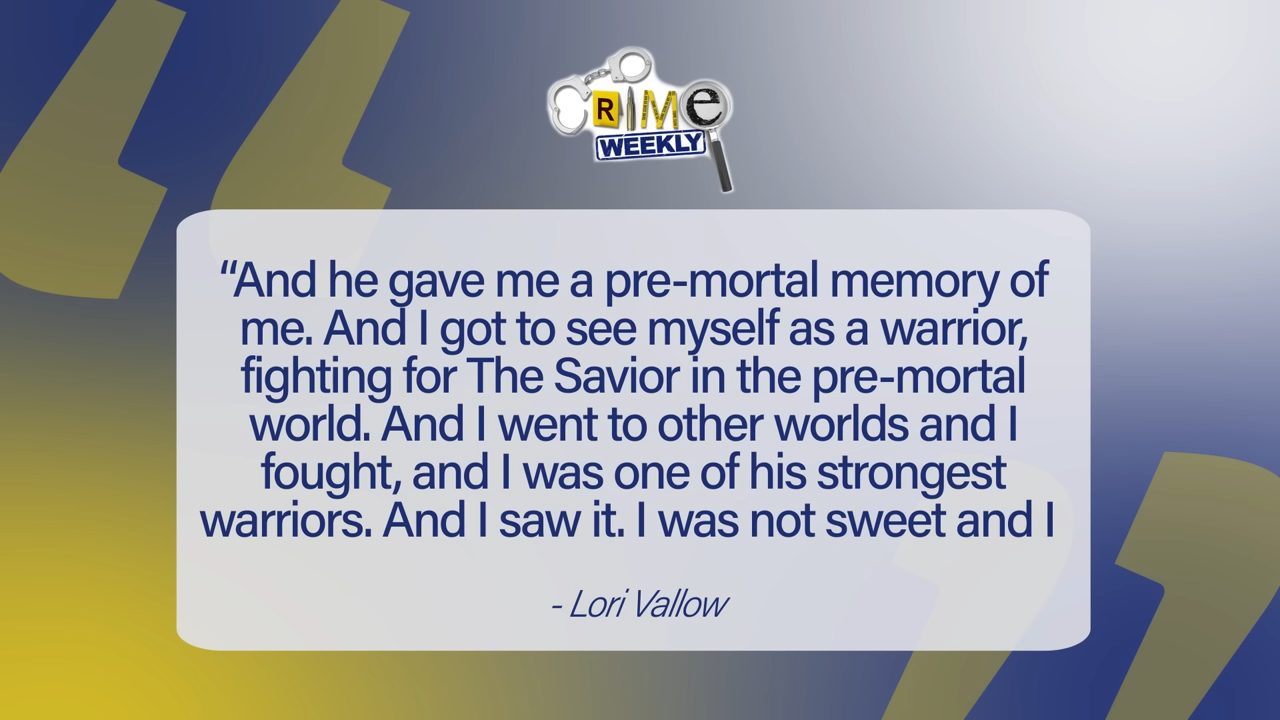 CRIMe
WEEKLY
“And he gave me a pre-mortal memory of
me. And I got to see myself as a warrior,
fighting for The Savior in the pre-mortal
world. And I went to other worlds and I
fought, and I was one of his strongest
warriors. And I saw it. I was not sweet and I
- Lori Vallow